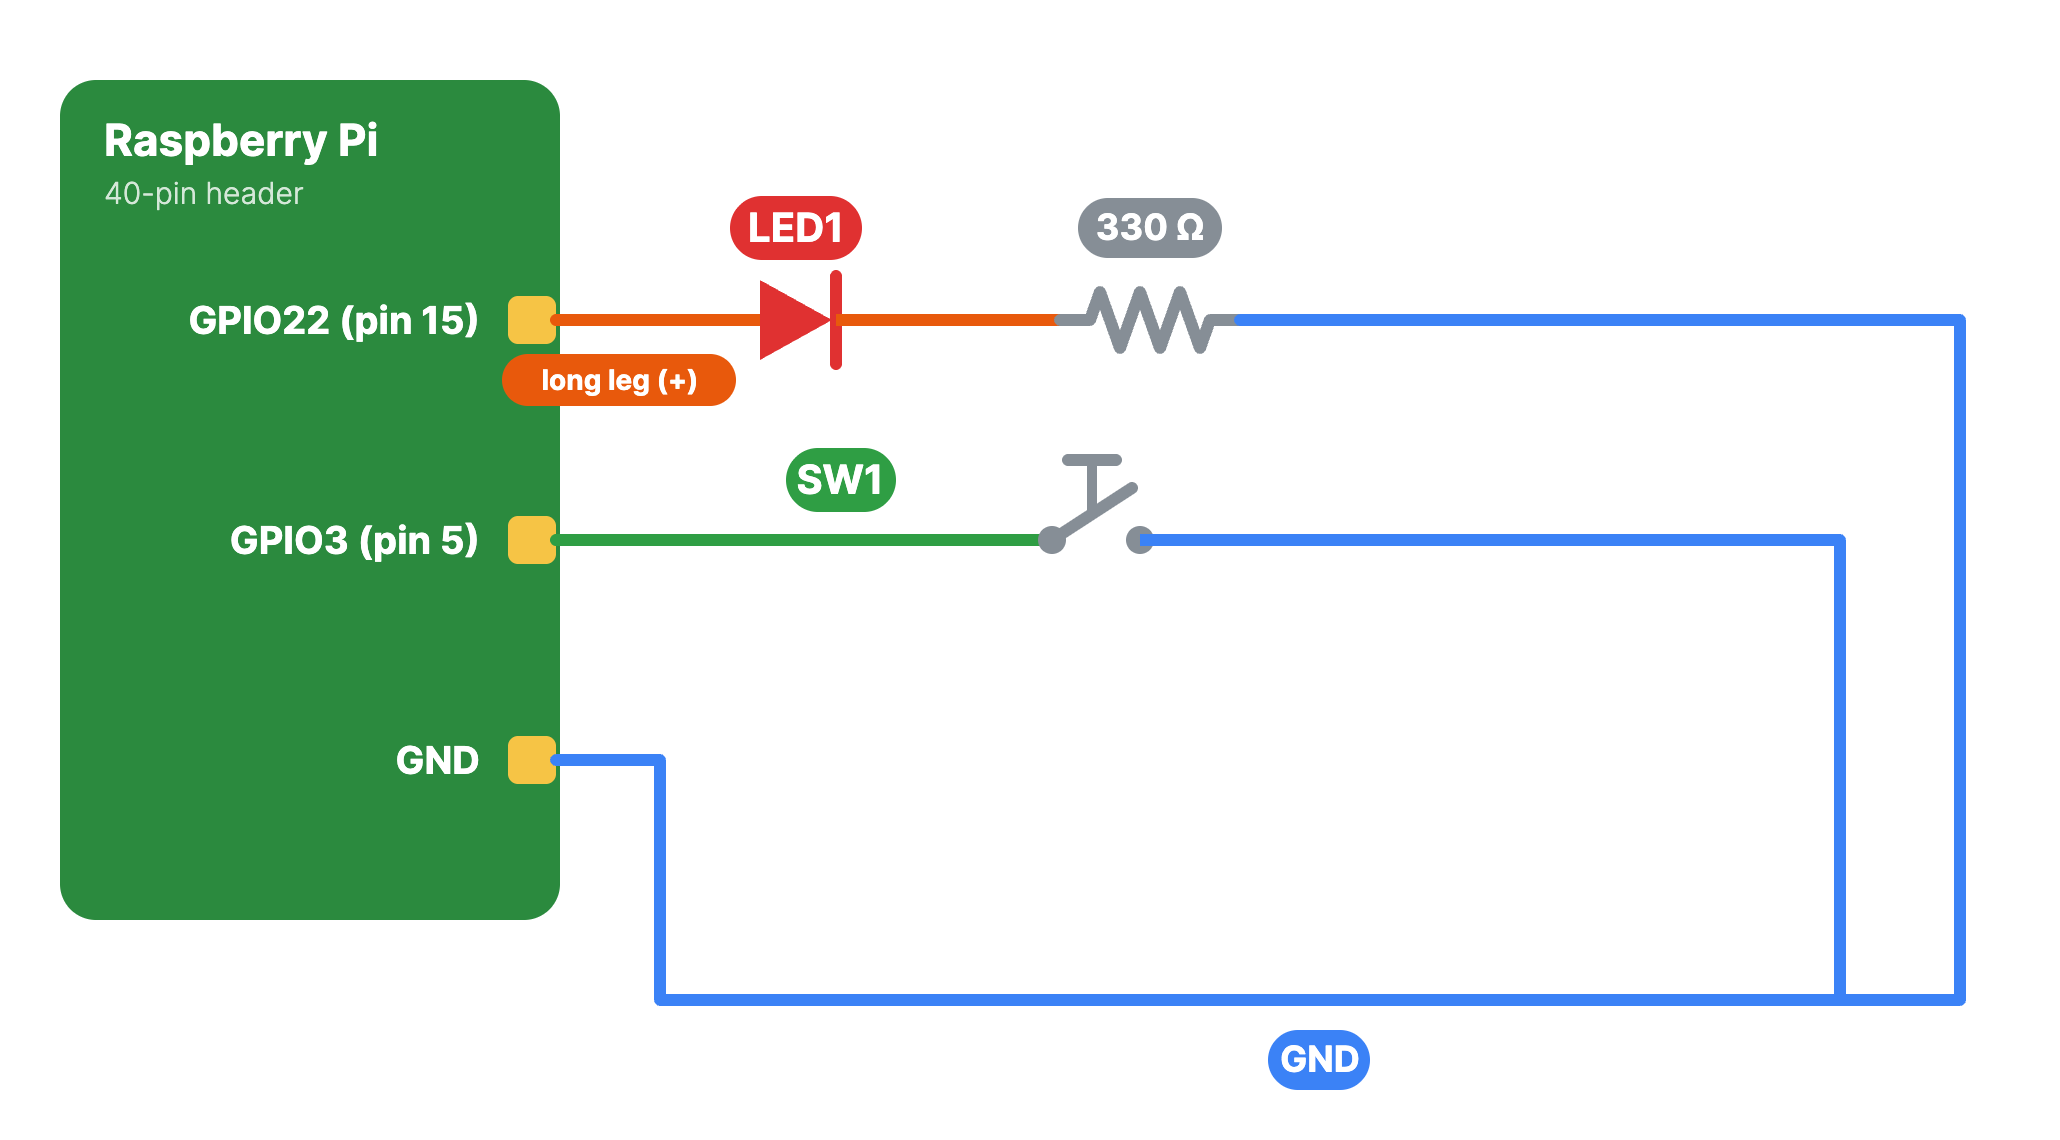 Raspberry Pi
40-pin header
LED1
330 Ω
GPIO22 (pin 15)
long leg (+)
SW1
GPIO3 (pin 5)
GND
GND